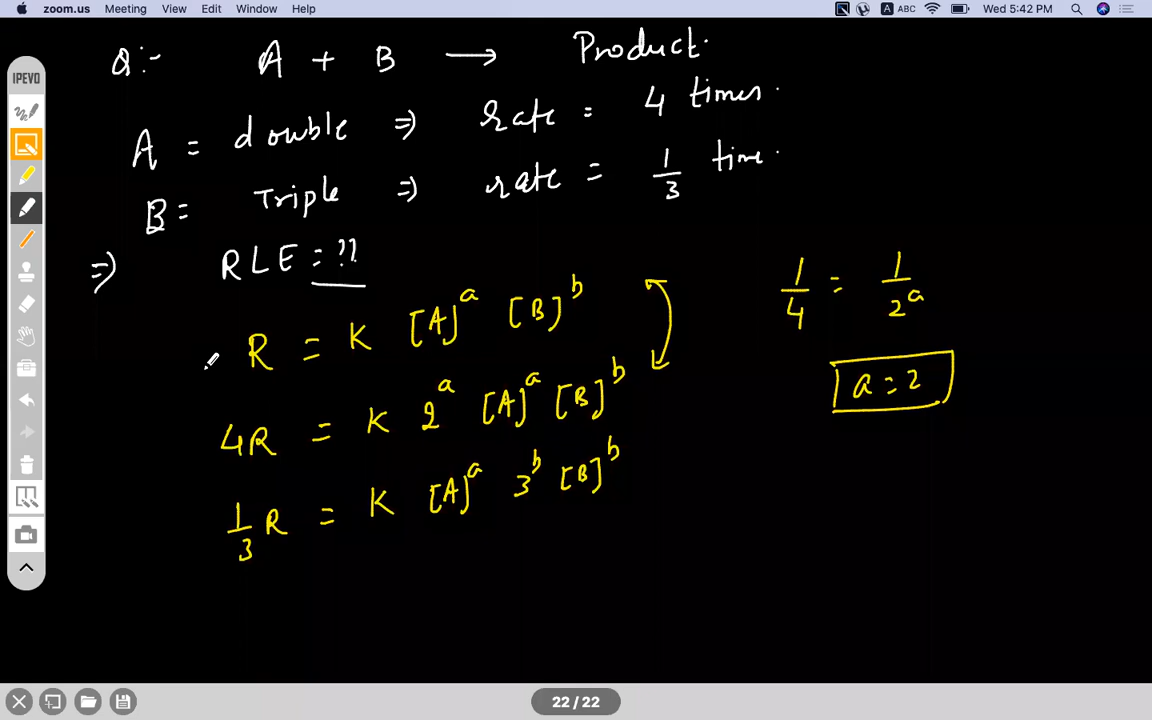 zoom.us Meeting View Edit Window Help A ABC Wed 5:42 PM
IPEVO
Q:- A + B ⟶ Product.
A = double ⇒ rate = 4 times.
B = Triple ⇒ rate = 1/3 time.
⇒ RLE = ??
R = K [A]^a [B]^b
4R = K 2^a [A]^a [B]^b
1/3 R = K [A]^a 3^b [B]^b
1/4 = 1/2^a
a = 2
22 / 22